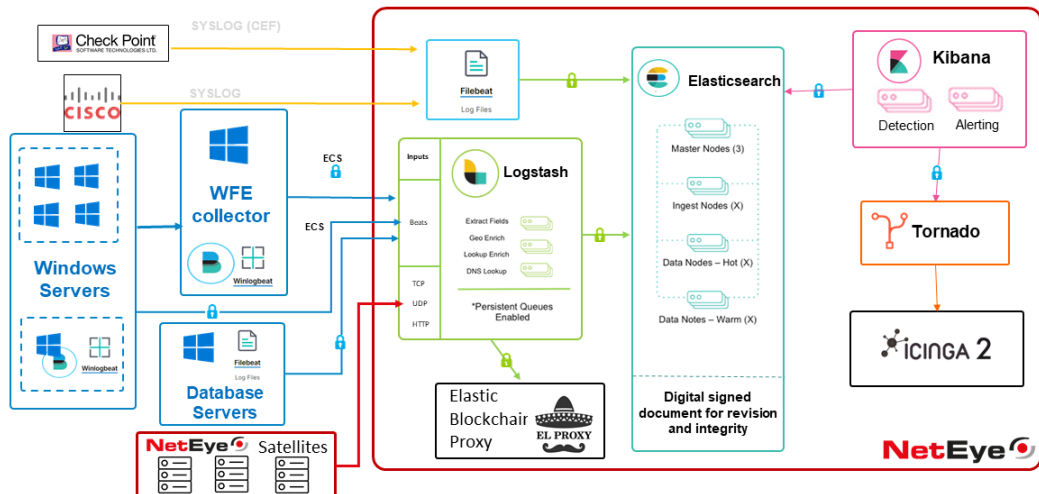 SYSLOG (CEF)
Check Point
SOFTWARE TECHNOLOGIES LTD.
SYSLOG
CISCO
Filebeat
Log Files
Elasticsearch
Master Nodes (3)
Ingest Nodes (X)
Data Nodes – Hot (X)
Data Notes – Warm (X)
Digital signed
document for revision
and integrity
Kibana
Detection
Alerting
Tornado
ICINGA 2
NetEye
WFE
collector
Winlogbeat
Windows
Servers
Winlogbeat
ECS
ECS
Inputs
Beats
TCP
UDP
HTTP
Logstash
Extract Fields
Geo Enrich
Lookup Enrich
DNS Lookup
*Persistent Queues
Enabled
Filebeat
Log Files
Database
Servers
Elastic
Blockchair
Proxy
EL PROXY
NetEye
Satellites